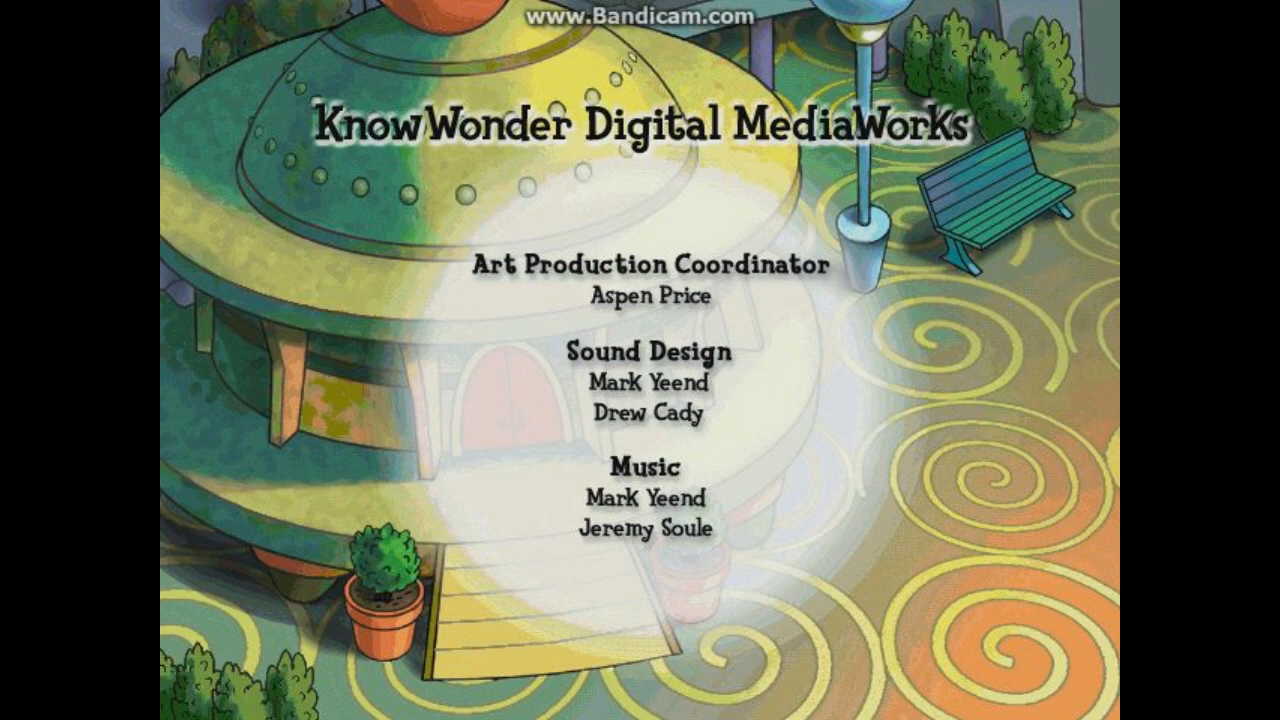 www.Bandicam.com
KnowWonder Digital MediaWorks
Art Production Coordinator
Aspen Price
Sound Design
Mark Yeend
Drew Cady
Music
Mark Yeend
Jeremy Soule